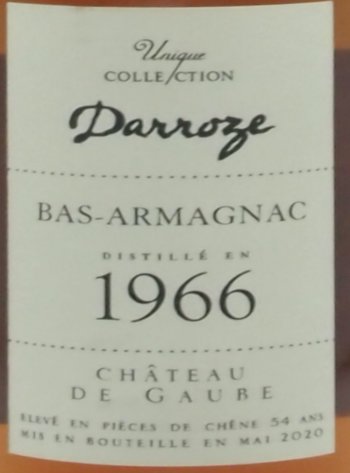 Unique
COLLECTION
Darroze
BAS-ARMAGNAC
DISTILLÉ EN
1966
CHÂTEAU
DE GAUBE
ELEVÉ EN PIÈCES DE CHÊNE 54 ANS
MIS EN BOUTEILLE EN MAI 2020